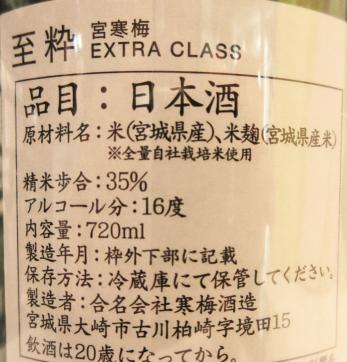 至粋 宮寒梅
EXTRA CLASS
品目：日本酒
原材料名：米(宮城県産)、米麹(宮城県産米)
※全量自社栽培米使用
精米歩合：35%
アルコール分：16度
内容量：720ml
製造年月：枠外下部に記載
保存方法：冷蔵庫にて保管してください。
製造者：合名会社寒梅酒造
宮城県大崎市古川柏崎字境田15
飲酒は20歳になってから。